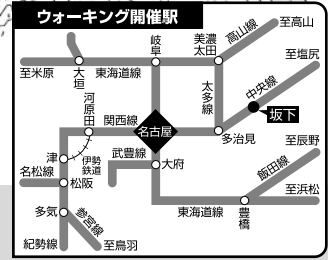 ウォーキング開催駅
至高山
高山線
美濃太田
岐阜
至塩尻
至米原
大垣
東海道線
太多線
中央線
坂下
河原田
関西線
名古屋
多治見
武豊線
大府
至辰野
飯田線
津
伊勢鉄道
名松線
松阪
至浜松
多気
参宮線
東海道線
豊橋
紀勢線
至鳥羽